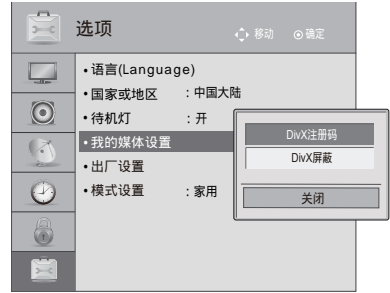 选项 移动 确定
•语言(Language)
•国家或地区 : 中国大陆
•待机灯 : 开
•我的媒体设置
•出厂设置
•模式设置 : 家用
DivX注册码
DivX屏蔽
关闭